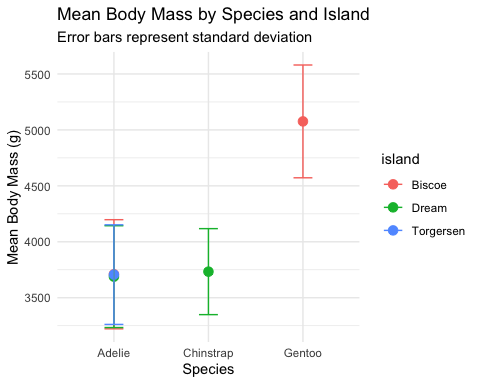 Mean Body Mass by Species and Island
Error bars represent standard deviation
5500
5000
4500
4000
3500
Mean Body Mass (g)
Adelie
Chinstrap
Gentoo
Species
island
Biscoe
Dream
Torgersen